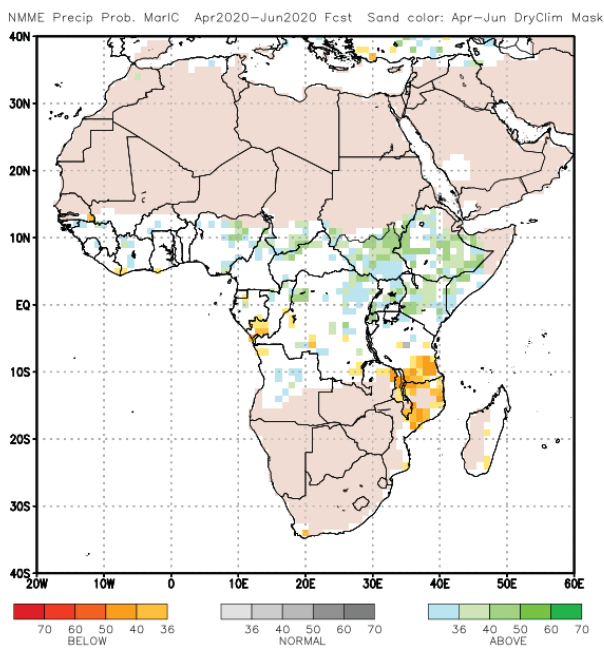 NMME Precip Prob. MarIC Apr2020-Jun2020 Fcst Sand color: Apr-Jun DryClim Mask
40N
30N
20N
10N
EQ
10S
20S
30S
40S
20W 10W 0 10E 20E 30E 40E 50E 60E
70 60 50 40 36 36 40 50 60 70 36 40 50 60 70
BELOW NORMAL ABOVE